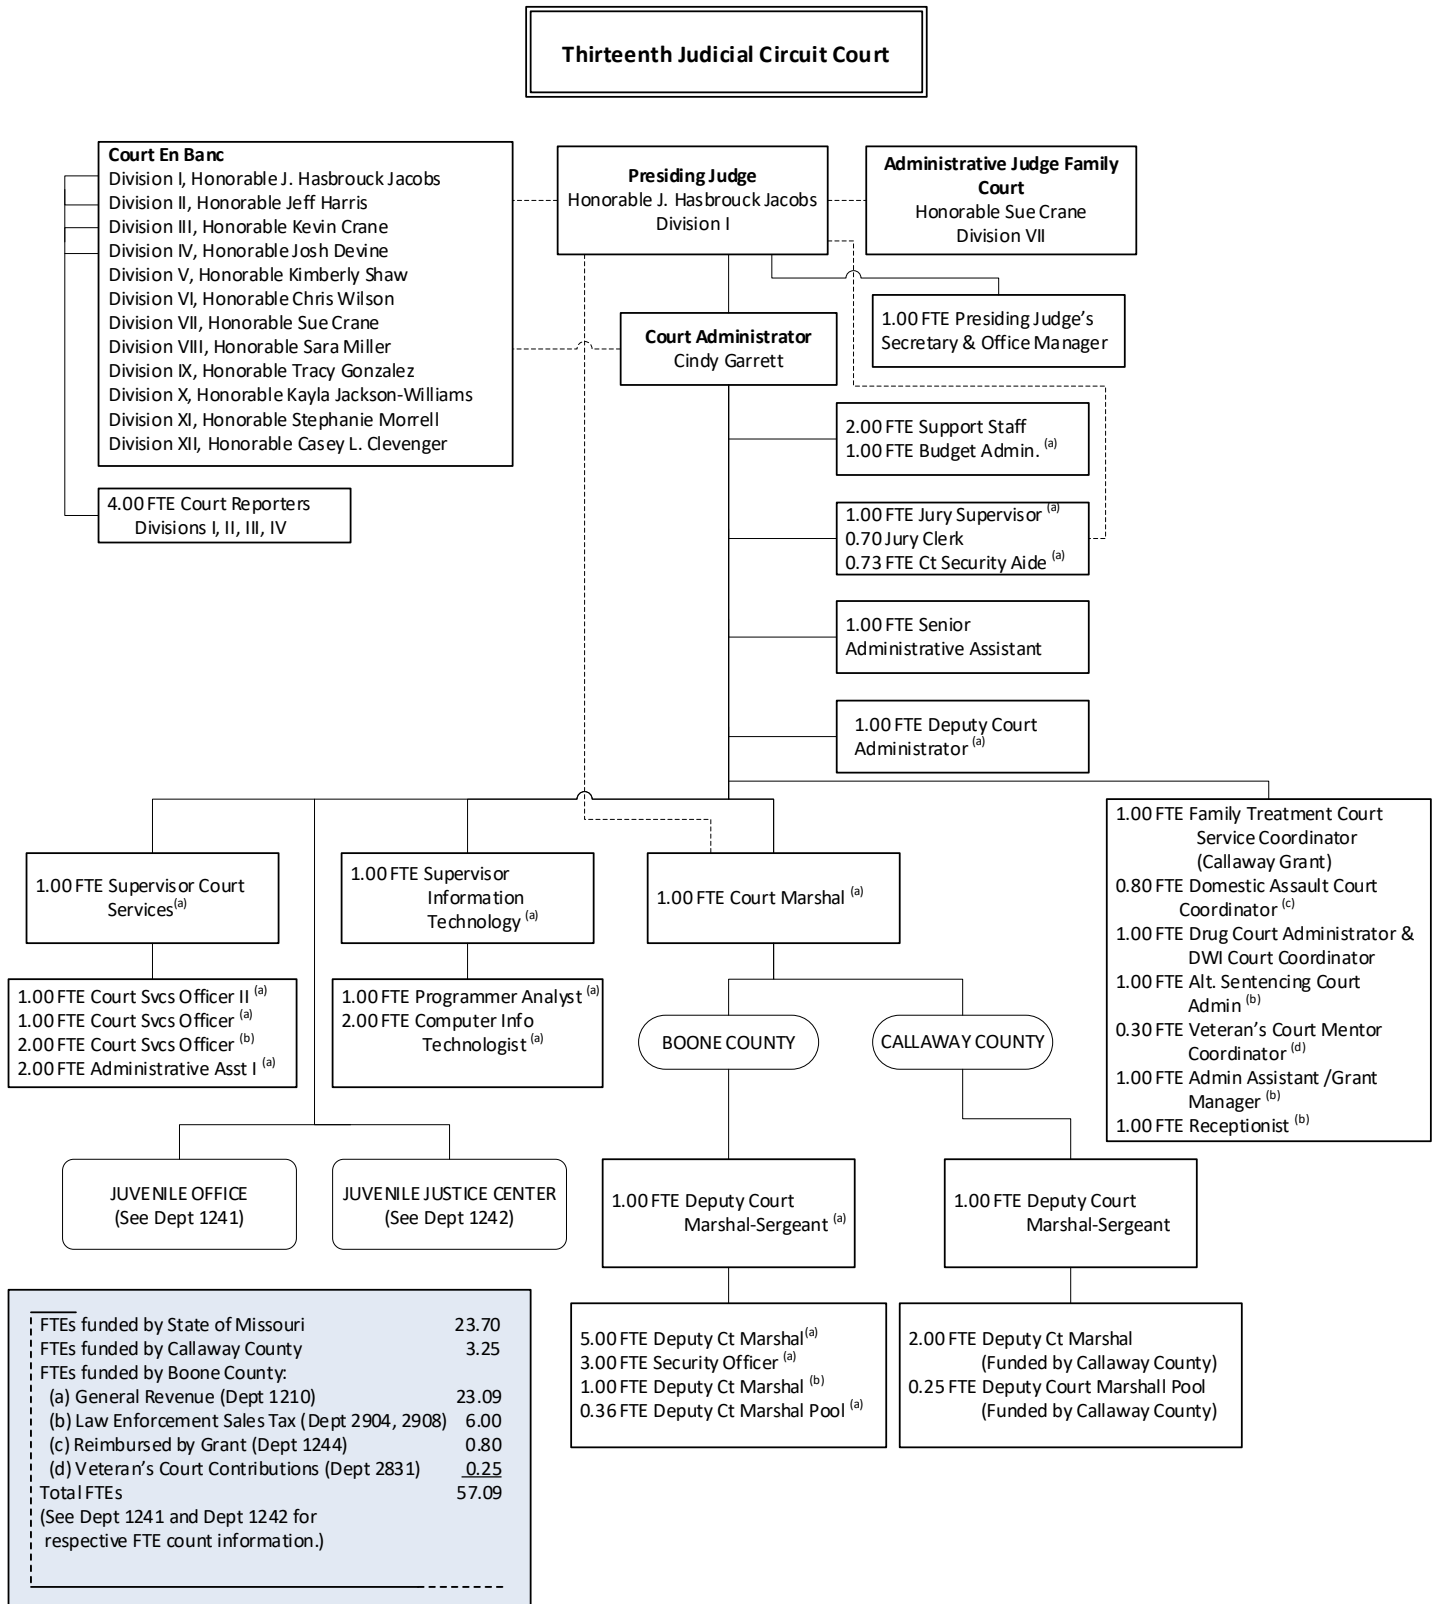 Thirteenth Judicial Circuit Court
Court En Banc
Division I, Honorable J. Hasbrouck Jacobs
Division II, Honorable Jeff Harris
Division III, Honorable Kevin Crane
Division IV, Honorable Josh Devine
Division V, Honorable Kimberly Shaw
Division VI, Honorable Chris Wilson
Division VII, Honorable Sue Crane
Division VIII, Honorable Sara Miller
Division IX, Honorable Tracy Gonzalez
Division X, Honorable Kayla Jackson-Williams
Division XI, Honorable Stephanie Morrell
Division XII, Honorable Casey L. Clevenger
Presiding Judge
Honorable J. Hasbrouck Jacobs
Division I
Administrative Judge Family
Court
Honorable Sue Crane
Division VII
1.00 FTE Presiding Judge’s
Secretary & Office Manager
Court Administrator
Cindy Garrett
4.00 FTE Court Reporters
Divisions I, II, III, IV
2.00 FTE Support Staff
1.00 FTE Budget Admin. (a)
1.00 FTE Jury Supervisor (a)
0.70 Jury Clerk
0.73 FTE Ct Security Aide (a)
1.00 FTE Senior
Administrative Assistant
1.00 FTE Deputy Court
Administrator (a)
1.00 FTE Supervisor Court
Services(a)
1.00 FTE Supervisor
Information
Technology (a)
1.00 FTE Court Marshal (a)
1.00 FTE Family Treatment Court
Service Coordinator
(Callaway Grant)
0.80 FTE Domestic Assault Court
Coordinator (c)
1.00 FTE Drug Court Administrator &
DWI Court Coordinator
1.00 FTE Alt. Sentencing Court
Admin (b)
0.30 FTE Veteran’s Court Mentor
Coordinator (d)
1.00 FTE Admin Assistant /Grant
Manager (b)
1.00 FTE Receptionist (b)
1.00 FTE Court Svcs Officer II (a)
1.00 FTE Court Svcs Officer (a)
2.00 FTE Court Svcs Officer (b)
2.00 FTE Administrative Asst I (a)
1.00 FTE Programmer Analyst (a)
2.00 FTE Computer Info
Technologist (a)
BOONE COUNTY
CALLAWAY COUNTY
JUVENILE OFFICE
(See Dept 1241)
JUVENILE JUSTICE CENTER
(See Dept 1242)
1.00 FTE Deputy Court
Marshal-Sergeant (a)
1.00 FTE Deputy Court
Marshal-Sergeant
5.00 FTE Deputy Ct Marshal(a)
3.00 FTE Security Officer (a)
1.00 FTE Deputy Ct Marshal (b)
0.36 FTE Deputy Ct Marshal Pool (a)
2.00 FTE Deputy Ct Marshal
(Funded by Callaway County)
0.25 FTE Deputy Court Marshall Pool
(Funded by Callaway County)
FTEs funded by State of Missouri 23.70
FTEs funded by Callaway County 3.25
FTEs funded by Boone County:
(a) General Revenue (Dept 1210) 23.09
(b) Law Enforcement Sales Tax (Dept 2904, 2908) 6.00
(c) Reimbursed by Grant (Dept 1244) 0.80
(d) Veteran’s Court Contributions (Dept 2831) 0.25
Total FTEs 57.09
(See Dept 1241 and Dept 1242 for
respective FTE count information.)